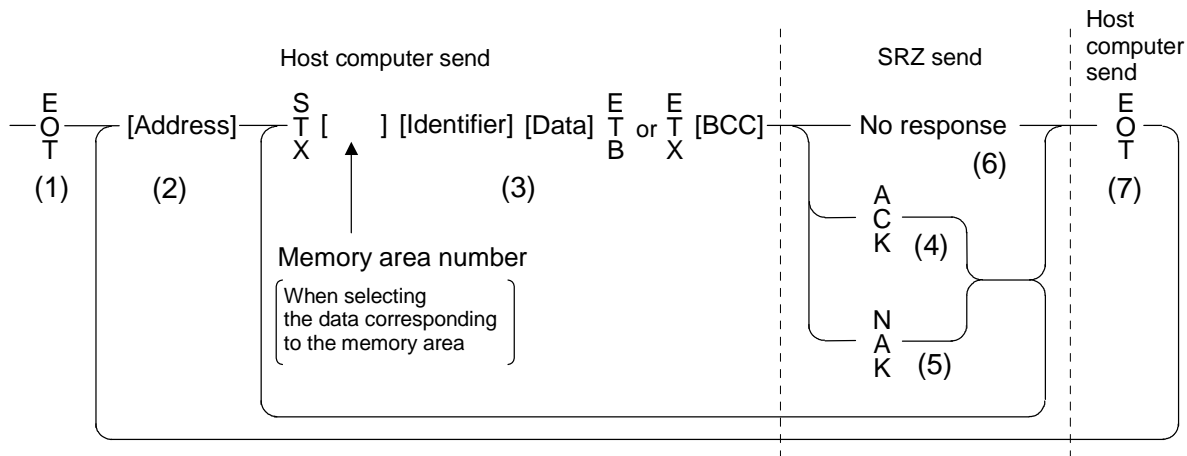 Host computer send
SRZ send
Host
computer
send
EOT
[Address]
STX [ ] [Identifier] [Data] ETB or ETX [BCC]
No response
EOT
(1)
(2)
(3)
(6)
(7)
ACK
(4)
Memory area number
When selecting
the data corresponding
to the memory area
NAK
(5)